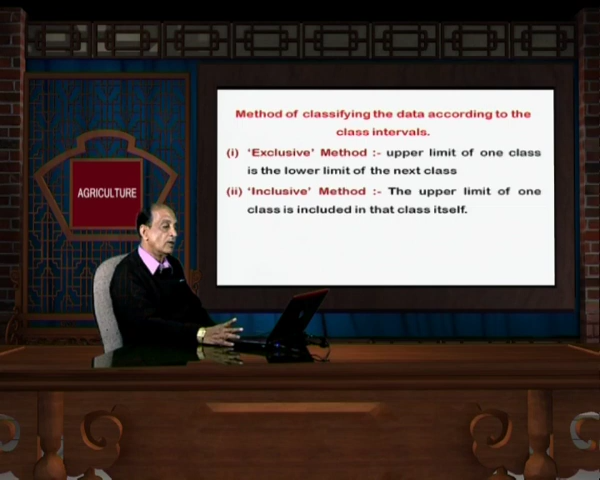 Method of classifying the data according to the
class intervals.
(i) ‘Exclusive’ Method :- upper limit of one class
is the lower limit of the next class
(ii) ‘Inclusive’ Method :- The upper limit of one
class is included in that class itself.
AGRICULTURE